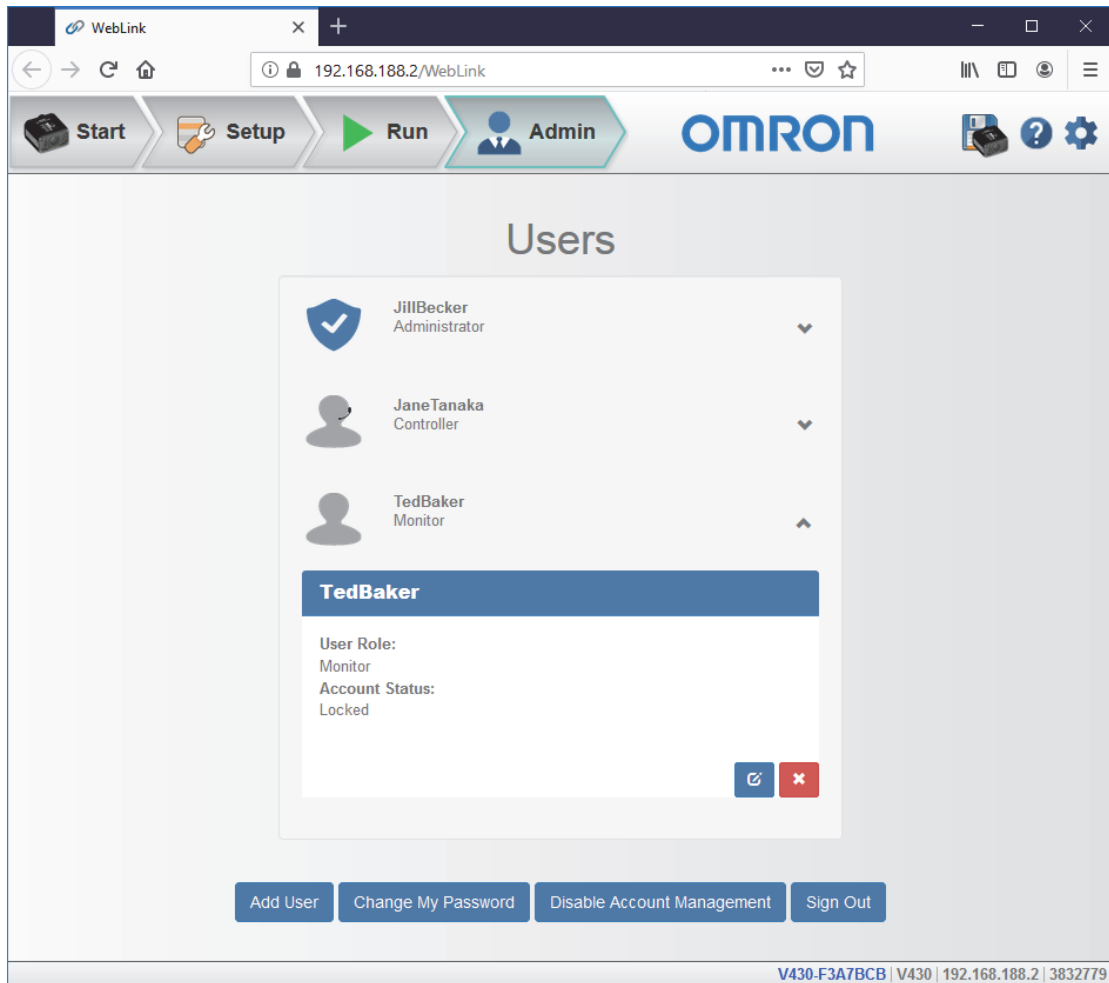 WebLink
192.168.188.2/WebLink
Start
Setup
Run
Admin
OMRON
Users
JillBecker
Administrator
JaneTanaka
Controller
TedBaker
Monitor
TedBaker
User Role:
Monitor
Account Status:
Locked
Add User
Change My Password
Disable Account Management
Sign Out
V430-F3A7BCB | V430 | 192.168.188.2 | 3832779